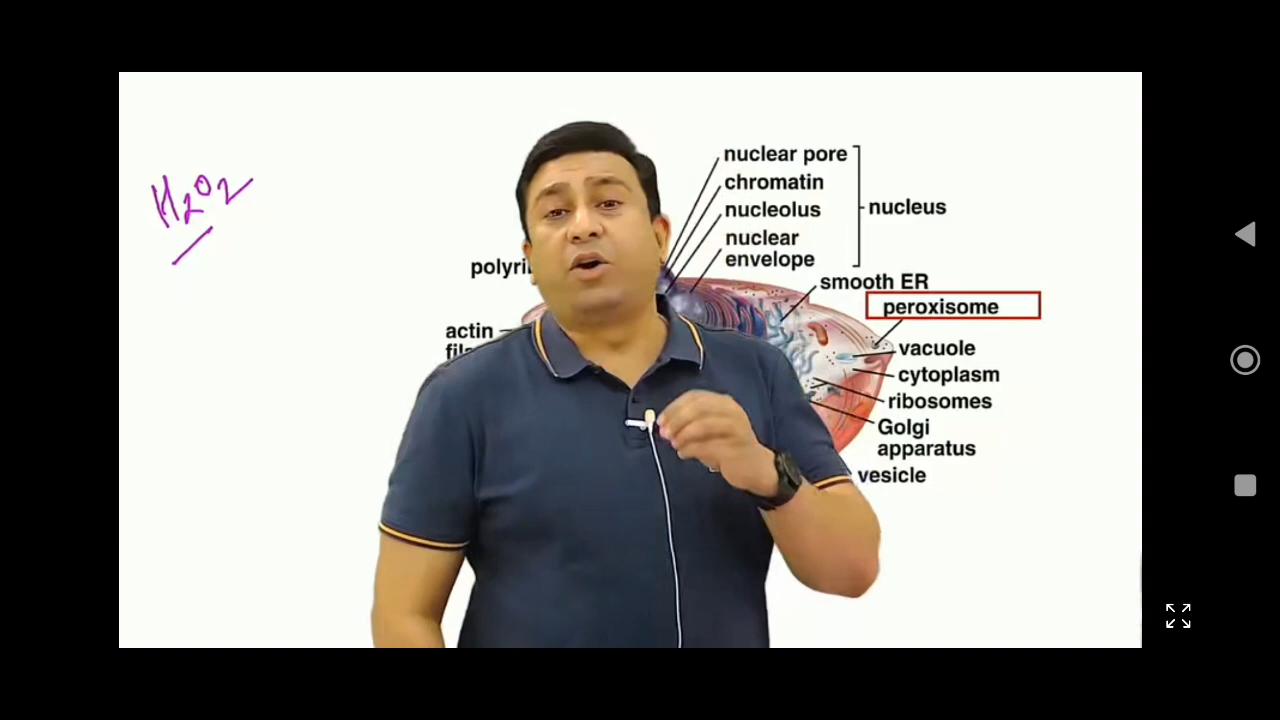 H2O2
nuclear pore
chromatin
nucleolus
nuclear
envelope
nucleus
smooth ER
peroxisome
actin
vacuole
cytoplasm
ribosomes
Golgi
apparatus
vesicle